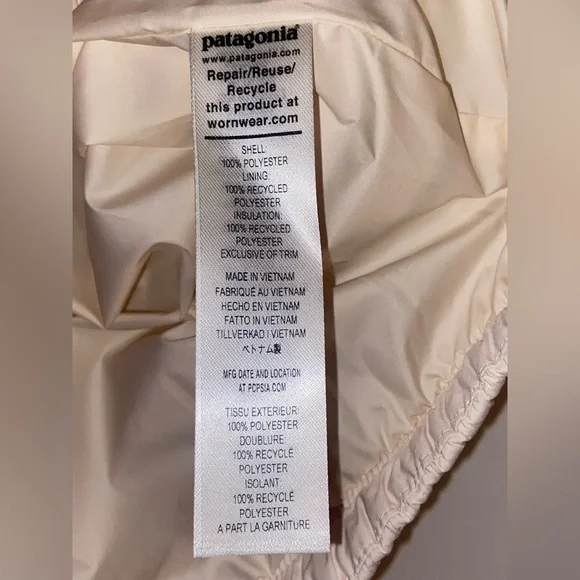 patagonia®
www.patagonia.com
Repair/Reuse/
Recycle
this product at
wornwear.com
SHELL:
100% POLYESTER
LINING:
100% RECYCLED
POLYESTER
INSULATION:
100% RECYCLED
POLYESTER
EXCLUSIVE OF TRIM
MADE IN VIETNAM
FABRIQUÉ AU VIETNAM
HECHO EN VIETNAM
FATTO IN VIETNAM
TILLVERKAD I VIETNAM
ベトナム製
MFG DATE AND LOCATION
AT PCPSIA.COM
TISSU EXTERIEUR:
100% POLYESTER
DOUBLURE:
100% RECYCLÉ
POLYESTER
ISOLANT:
100% RECYCLÉ
POLYESTER
A PART LA GARNITURE